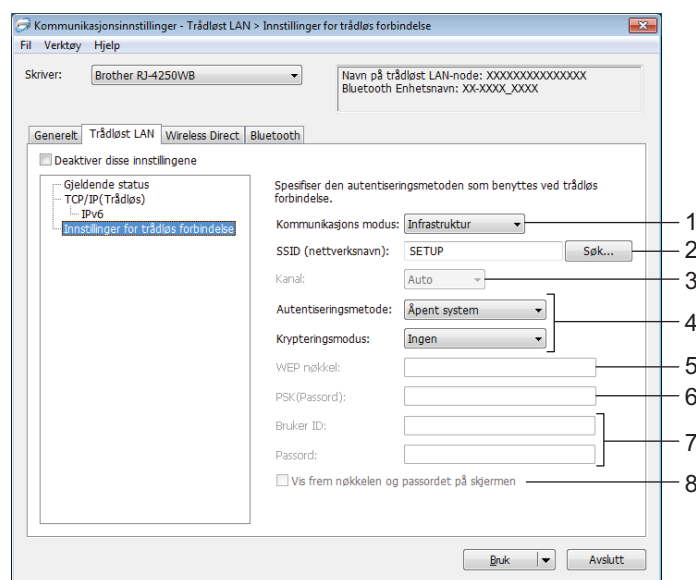 Kommunikasjonsinnstillinger - Trådløst LAN > Innstillinger for trådløs forbindelse
Fil Verktøy Hjelp
Skriver: Brother RJ-4250WB
Navn på trådløst LAN-node: XXXXXXXXXXXXXXX
Bluetooth Enhetsnavn: XX-XXXX_XXXX
Generelt Trådløst LAN Wireless Direct Bluetooth
Deaktiver disse innstillingene
Gjeldende status
TCP/IP(Trådløs)
IPv6
Innstillinger for trådløs forbindelse
Spesifiser den autentiseringsmetoden som benyttes ved trådløs
forbindelse.
Kommunikasjons modus: Infrastruktur 1
SSID (nettverksnavn): SETUP Søk... 2
Kanal: Auto 3
Autentiseringsmetode: Åpent system
4
Krypteringsmodus: Ingen
WEP nøkkel: 5
PSK(Passord): 6
Bruker ID:
7
Passord:
Vis frem nøkkelen og passordet på skjermen 8
Bruk Avslutt